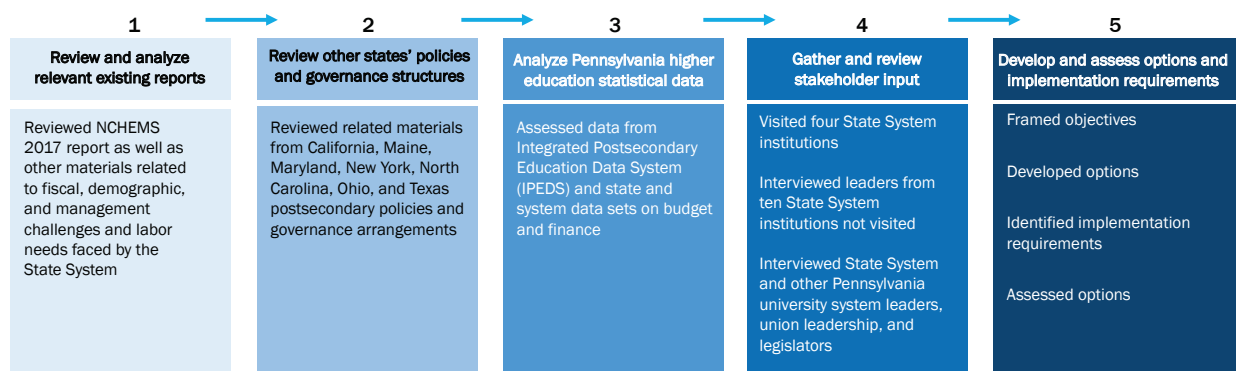 1
2
3
4
5
Review and analyze
relevant existing reports
Reviewed NCHEMS
2017 report as well as
other materials related
to fiscal, demographic,
and management
challenges and labor
needs faced by the
State System
Review other states' policies
and governance structures
Reviewed related materials
from California, Maine,
Maryland, New York, North
Carolina, Ohio, and Texas
postsecondary policies and
governance arrangements
Analyze Pennsylvania higher
education statistical data
Assessed data from
Integrated Postsecondary
Education Data System
(IPEDS) and state and
system data sets on budget
and finance
Gather and review
stakeholder input
Visited four State System
institutions
Interviewed leaders from
ten State System
institutions not visited
Interviewed State System
and other Pennsylvania
university system leaders,
union leadership, and
legislators
Develop and assess options and
implementation requirements
Framed objectives
Developed options
Identified implementation
requirements
Assessed options